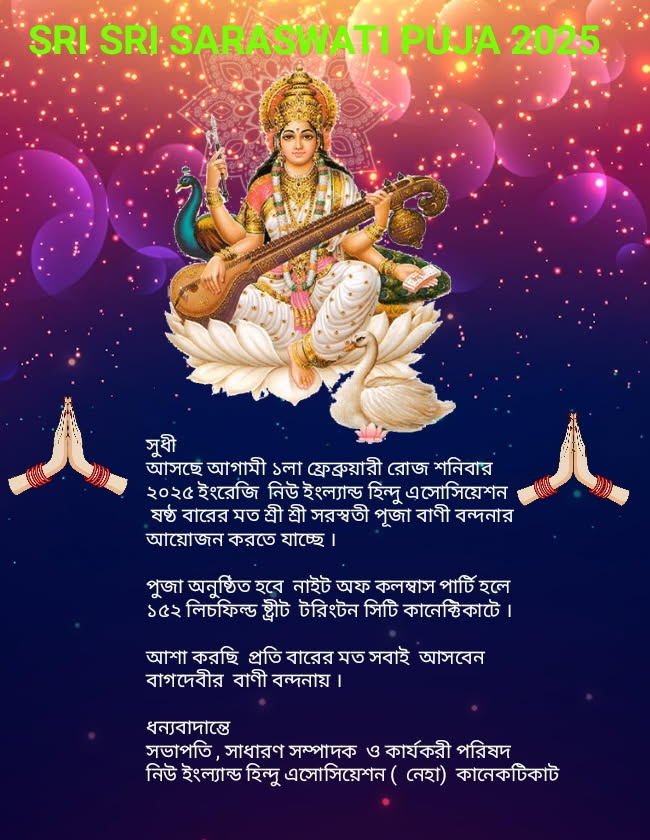 SRI SRI SARASWATI PUJA 2025
সুধী
আসছে আগামী ১লা ফ্রেব্রুয়ারী রোজ শনিবার
২০২৫ ইংরেজি নিউ ইংল্যান্ড হিন্দু এসোসিয়েশন
ষষ্ঠ বারের মত শ্রী শ্রী সরস্বতী পূজা বাণী বন্দনার
আয়োজন করতে যাচ্ছে ।
পুজা অনুষ্ঠিত হবে নাইট অফ কলম্বাস পার্টি হলে
১৫২ লিচফিল্ড ষ্ট্রীট টরিংটন সিটি কানেক্টিকাটে ।
আশা করছি প্রতি বারের মত সবাই আসবেন
বাগদেবীর বাণী বন্দনায় ।
ধন্যবাদান্তে
সভাপতি , সাধারণ সম্পাদক ও কার্যকরী পরিষদ
নিউ ইংল্যান্ড হিন্দু এসোসিয়েশন ( নেহা) কানেকটিকাট